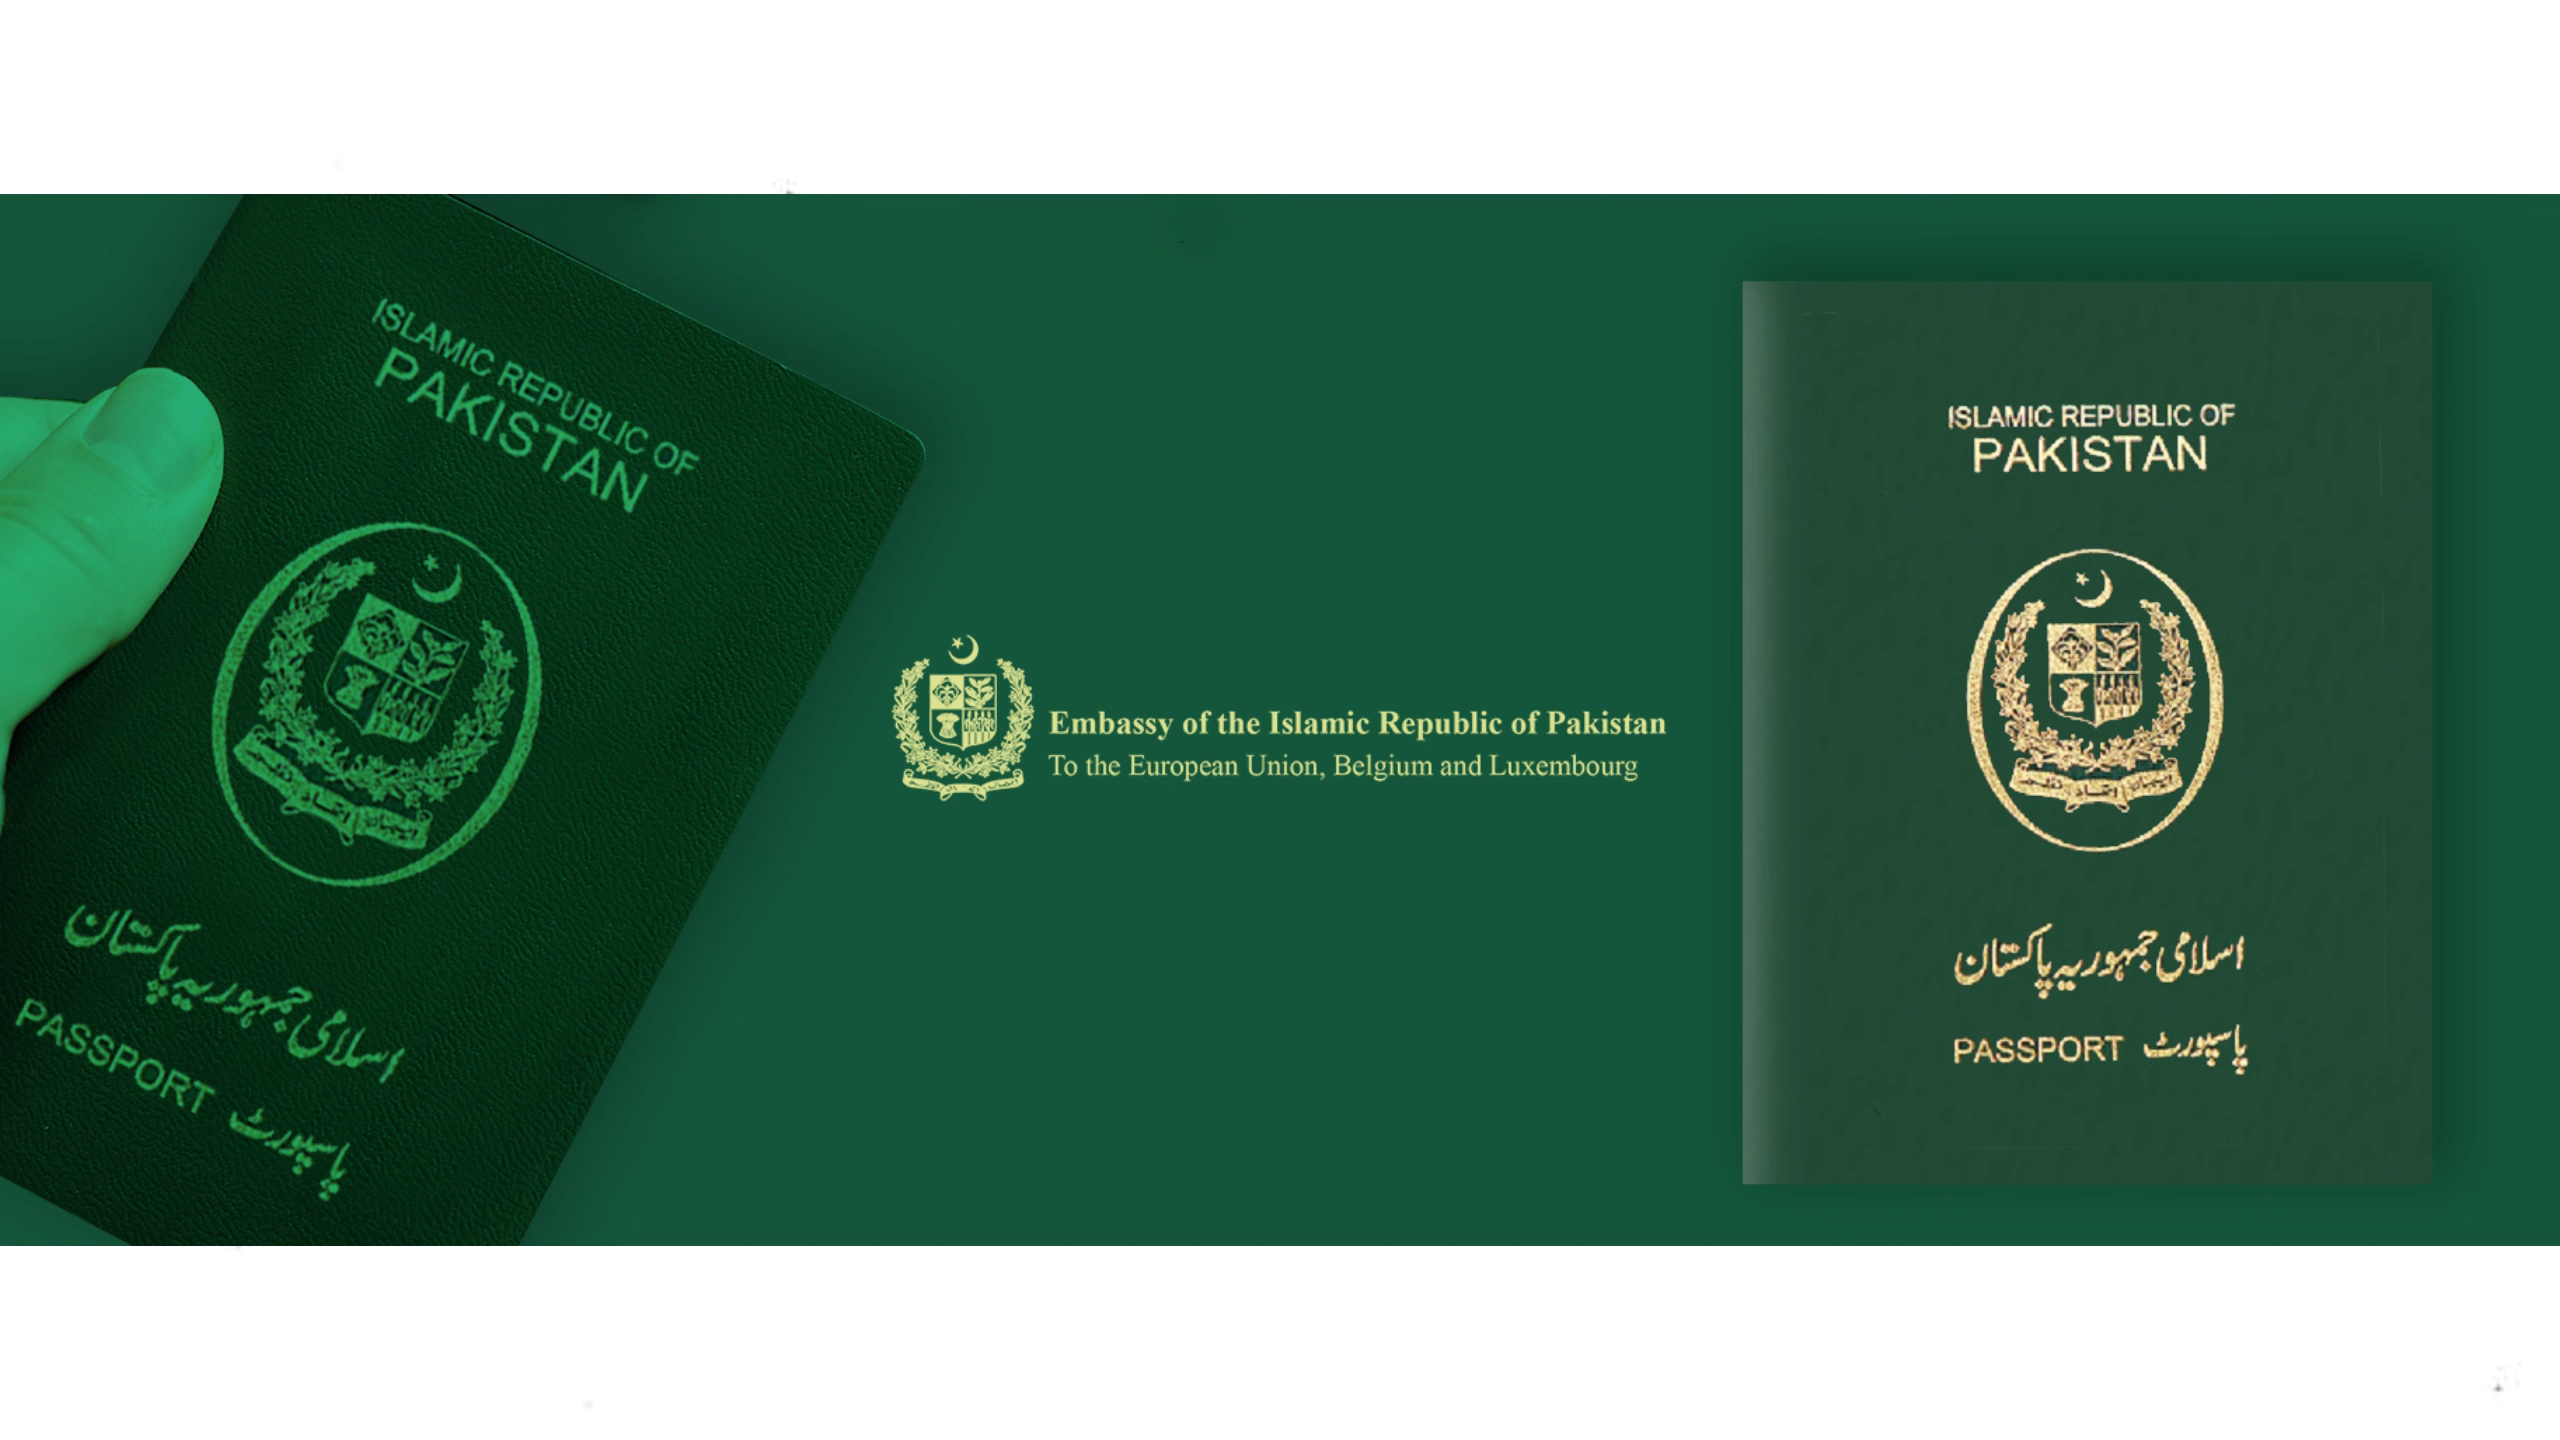 ISLAMIC REPUBLIC OF
PAKISTAN
اسلامی جمہوریہ پاکستان
PASSPORT پاسپورٹ
Embassy of the Islamic Republic of Pakistan
To the European Union, Belgium and Luxembourg
ISLAMIC REPUBLIC OF
PAKISTAN
اسلامی جمہوریہ پاکستان
PASSPORT پاسپورٹ